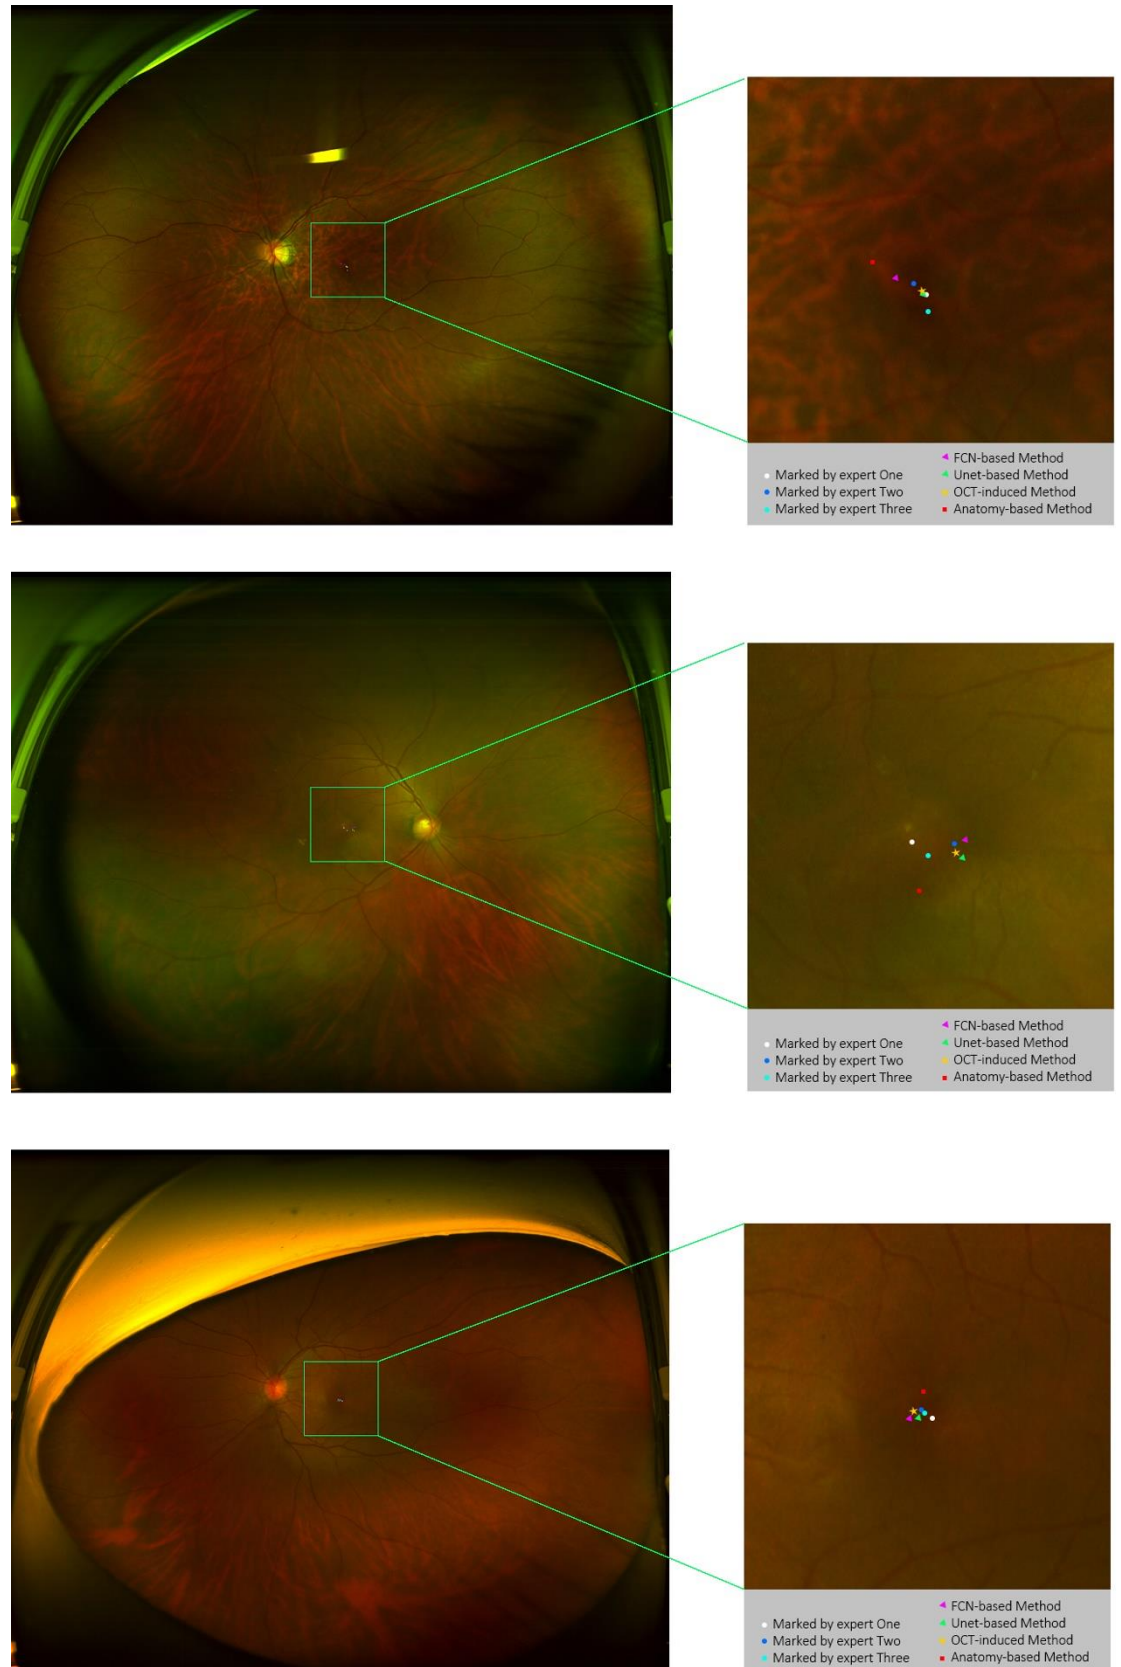 FCN-based Method
Marked by expert One Unet-based Method
Marked by expert Two OCT-induced Method
Marked by expert Three Anatomy-based Method
FCN-based Method
Marked by expert One Unet-based Method
Marked by expert Two OCT-induced Method
Marked by expert Three Anatomy-based Method
FCN-based Method
Marked by expert One Unet-based Method
Marked by expert Two OCT-induced Method
Marked by expert Three Anatomy-based Method